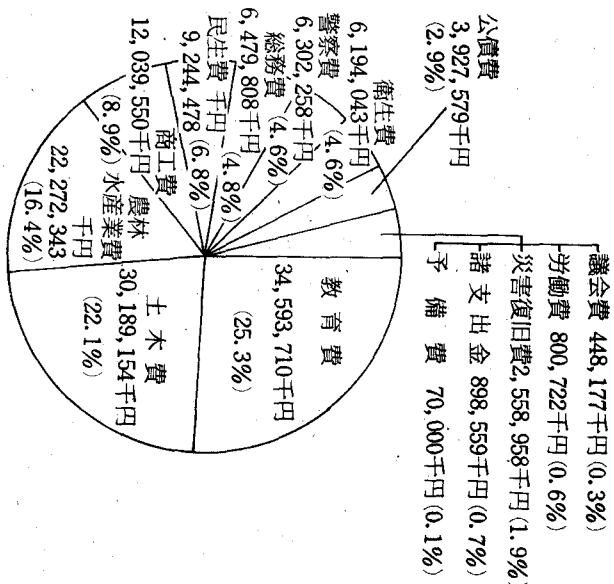 議会費 448,177千円(0.3%)
労働費 800,722千円(0.6%)
災害復旧費2,558,958千円(1.9%)
諸支出金 898,559千円(0.7%)
予備費 70,000千円(0.1%)
教育費
34,593,710千円
(25.3%)
土木費
30,189,154千円
(22.1%)
農林
水産業費
22,272,343
千円
(16.4%)
商工費
12,039,550千円
(8.9%)
民生費 千円
9,244,478 (6.8%)
総務費 (4.8%)
6,479,808千円
警察費 (4.6%)
6,302,258千円
衛生費 (4.6%)
6,194,043千円
公債費
3,927,579千円
(2.9%)